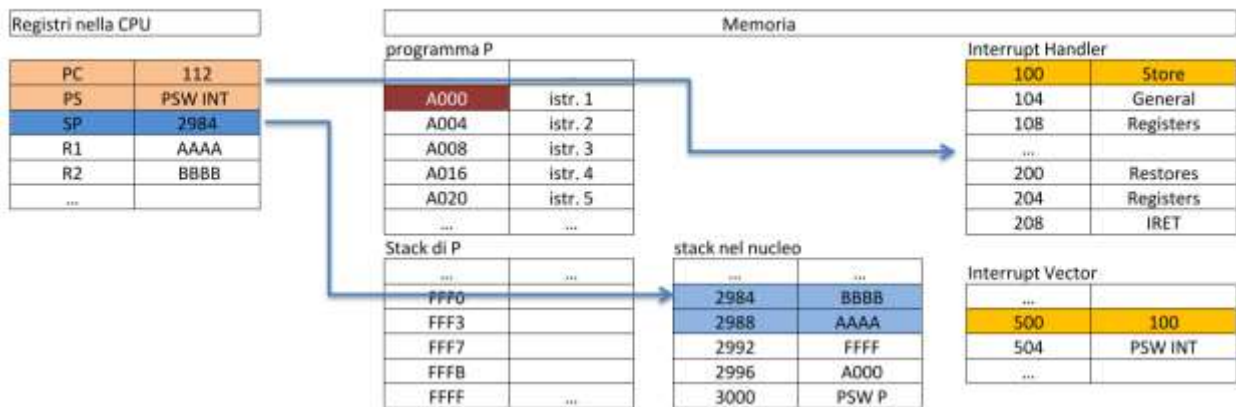 Registri nella CPU
Memoria
programma P
Interrupt Handler
PC 112
PS PSW INT
SP 2984
R1 AAAA
R2 BBBB
...
A000 istr. 1
A004 istr. 2
A008 istr. 3
A016 istr. 4
A020 istr. 5
... ...
100 Store
104 General
108 Registers
...
200 Restores
204 Registers
208 IRET
Stack di P
... ...
FFF0
FFF3
FFF7
FFFB
FFFF ...
stack nel nucleo
... ...
2984 BBBB
2988 AAAA
2992 FFFF
2996 A000
3000 PSW P
Interrupt Vector
...
500 100
504 PSW INT
...